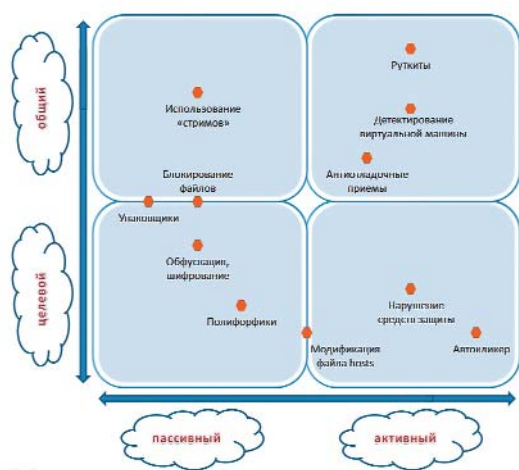 Руткиты
Использование
«стримов»
Детектирование
виртуальной машины
Антиотладочные
приемы
Блокирование
файлов
Упаковщики
Обфускация,
шифрование
Полиформики
Нарушение
средств защиты
Модификация
файла hosts
Автокликер
общий
целевой
пассивный
активный